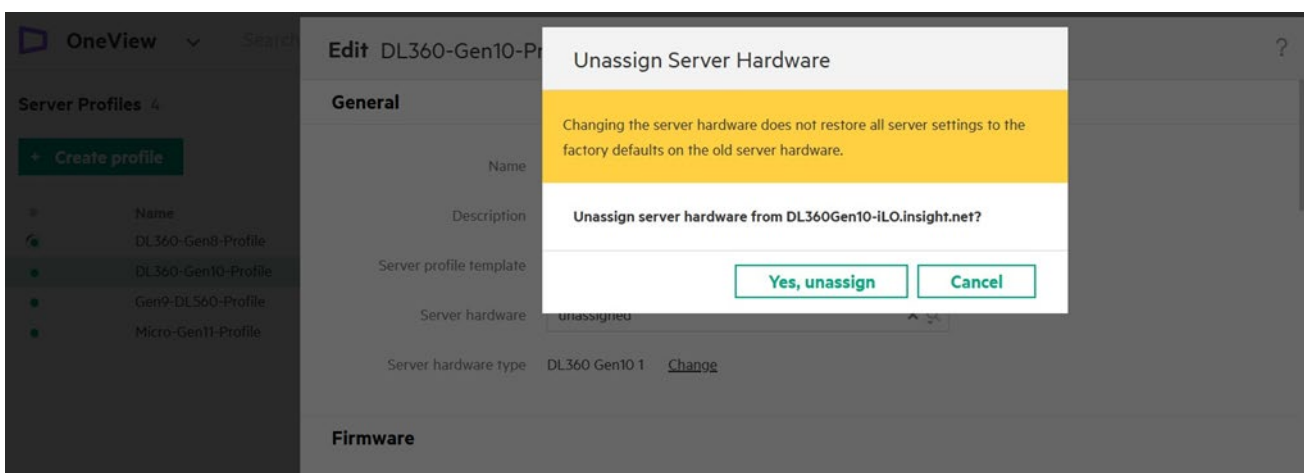 OneView
Search
Edit DL360-Gen10-Pr
?
Unassign Server Hardware
Changing the server hardware does not restore all server settings to the
factory defaults on the old server hardware.
Unassign server hardware from DL360Gen10-iLO.insight.net?
Yes, unassign
Cancel
Server Profiles 4
+ Create profile
Name
DL360-Gen8-Profile
DL360-Gen10-Profile
Gen9-DL560-Profile
Micro-Gen11-Profile
General
Name
Description
Server profile template
Server hardware unassigned
Server hardware type DL360 Gen10 1 Change
Firmware